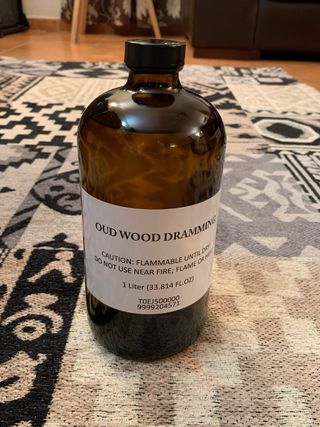 OUD WOOD DRAMMING
CAUTION: FLAMMABLE UNTIL DRY
DO NOT USE NEAR FIRE; FLAME OR
1 Liter (33.814 FL.OZ)
T0EJ500000
9999204571